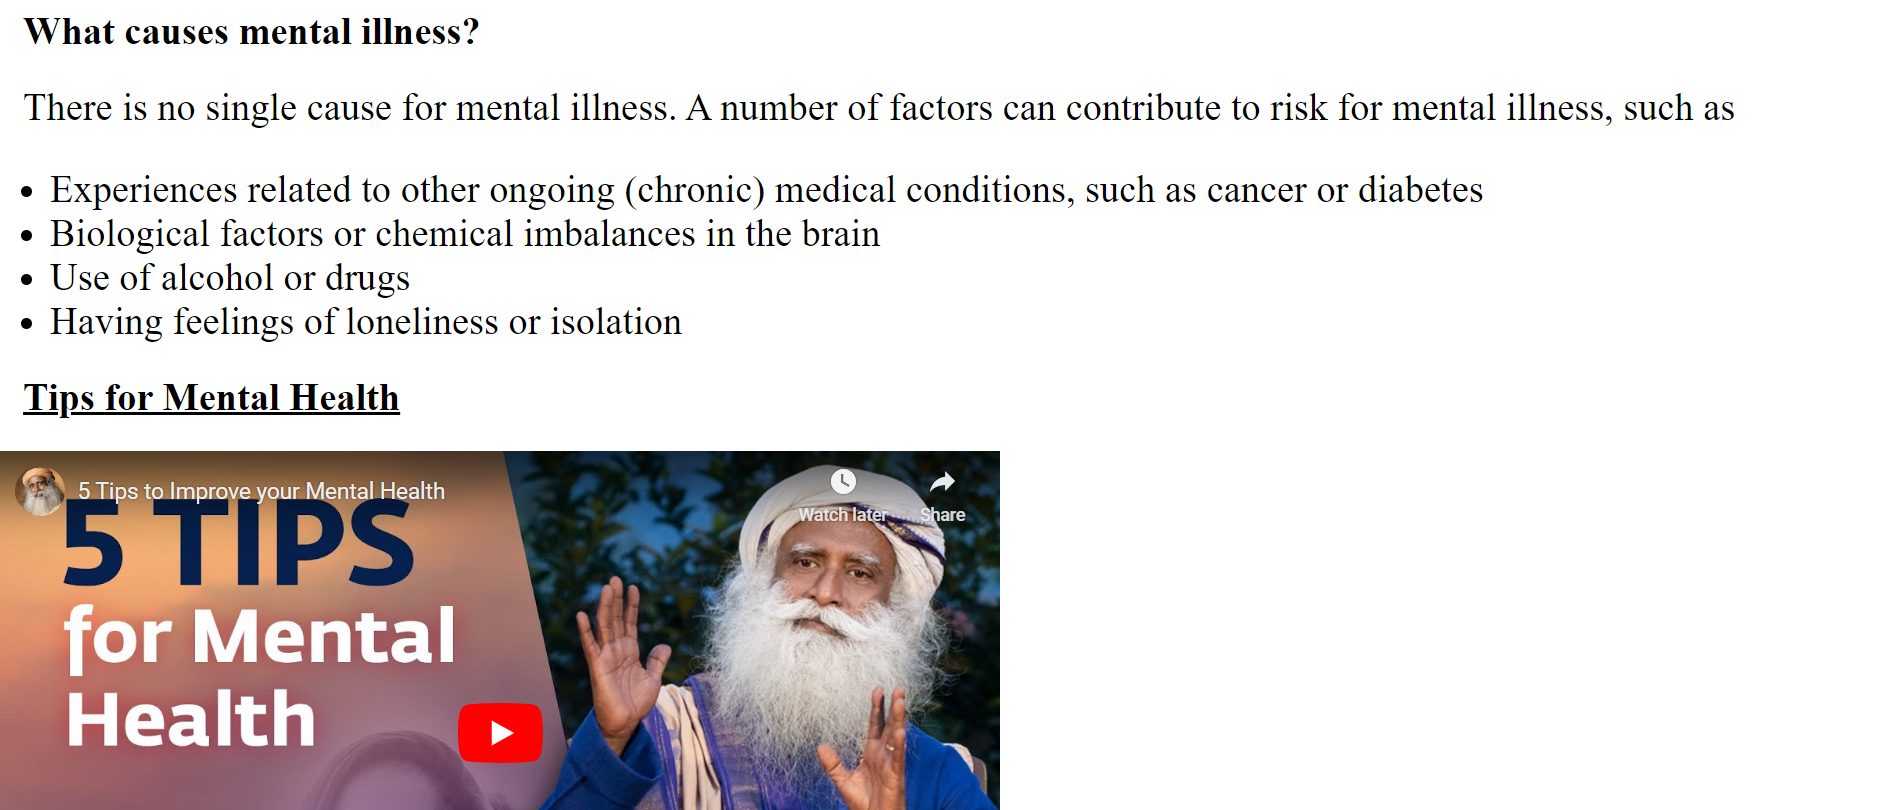 What causes mental illness?
There is no single cause for mental illness. A number of factors can contribute to risk for mental illness, such as
• Experiences related to other ongoing (chronic) medical conditions, such as cancer or diabetes
• Biological factors or chemical imbalances in the brain
• Use of alcohol or drugs
• Having feelings of loneliness or isolation
Tips for Mental Health
5 Tips to Improve your Mental Health
Watch later
Share
5 TIPS
for Mental
Health